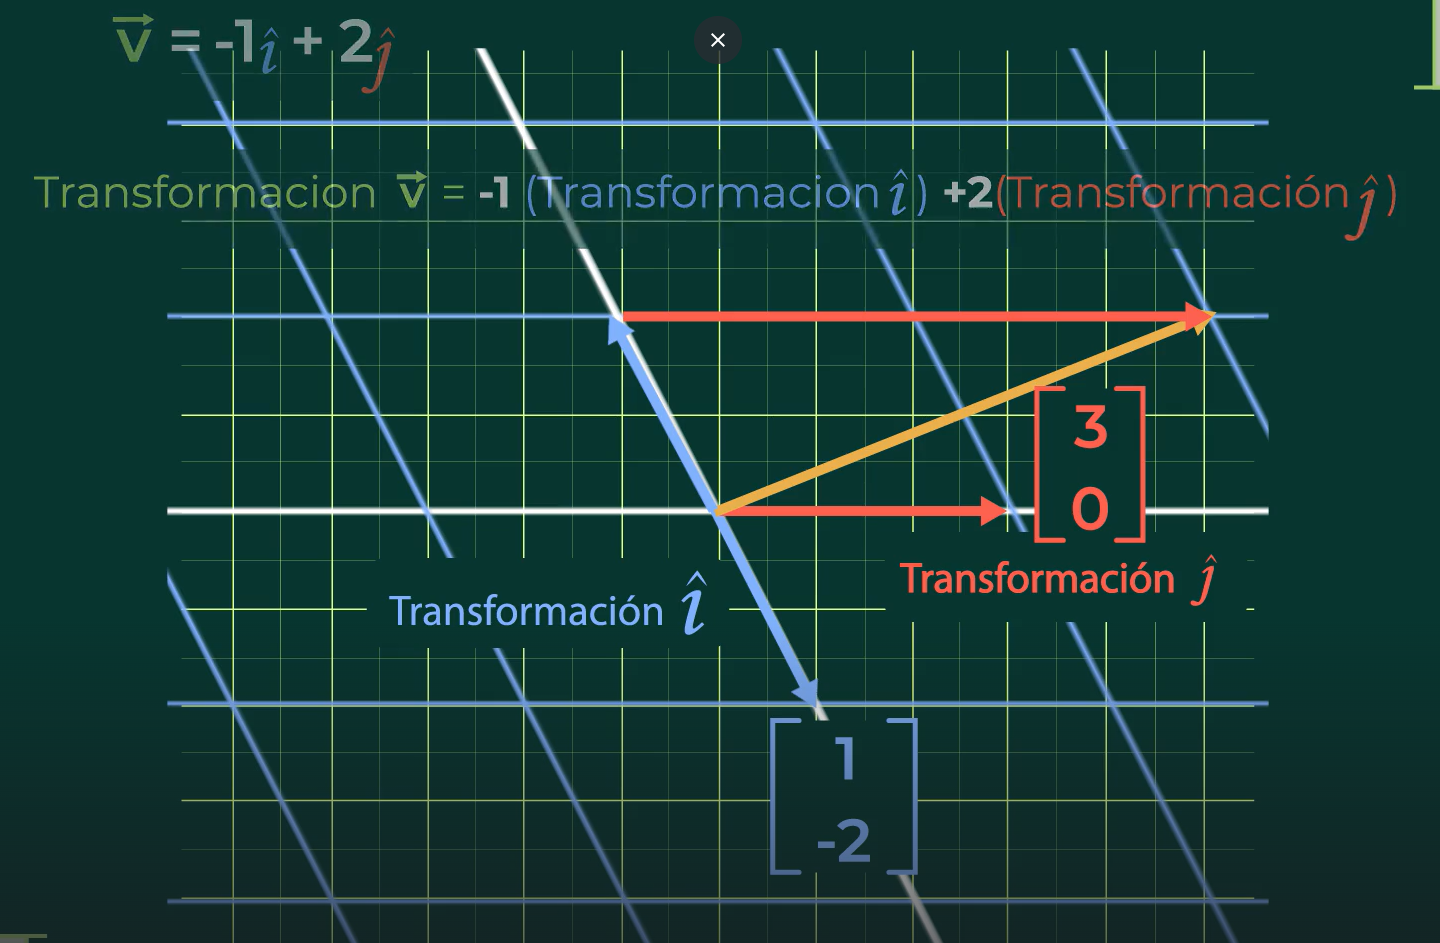 v⃗ = -1î + 2ĵ
Transformacion v⃗ = -1 (Transformacion î) +2(Transformación ĵ)
3
0
Transformación ĵ
Transformación î
1
-2